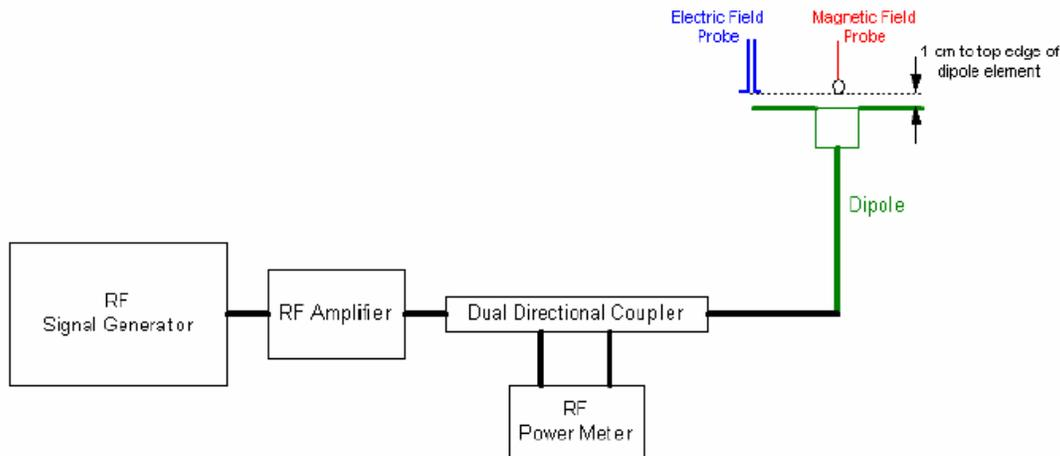 Electric Field
Probe
Magnetic Field
Probe
1 cm to top edge of
dipole element
Dipole
RF
Signal Generator
RF Amplifier
Dual Directional Coupler
RF
Power Meter